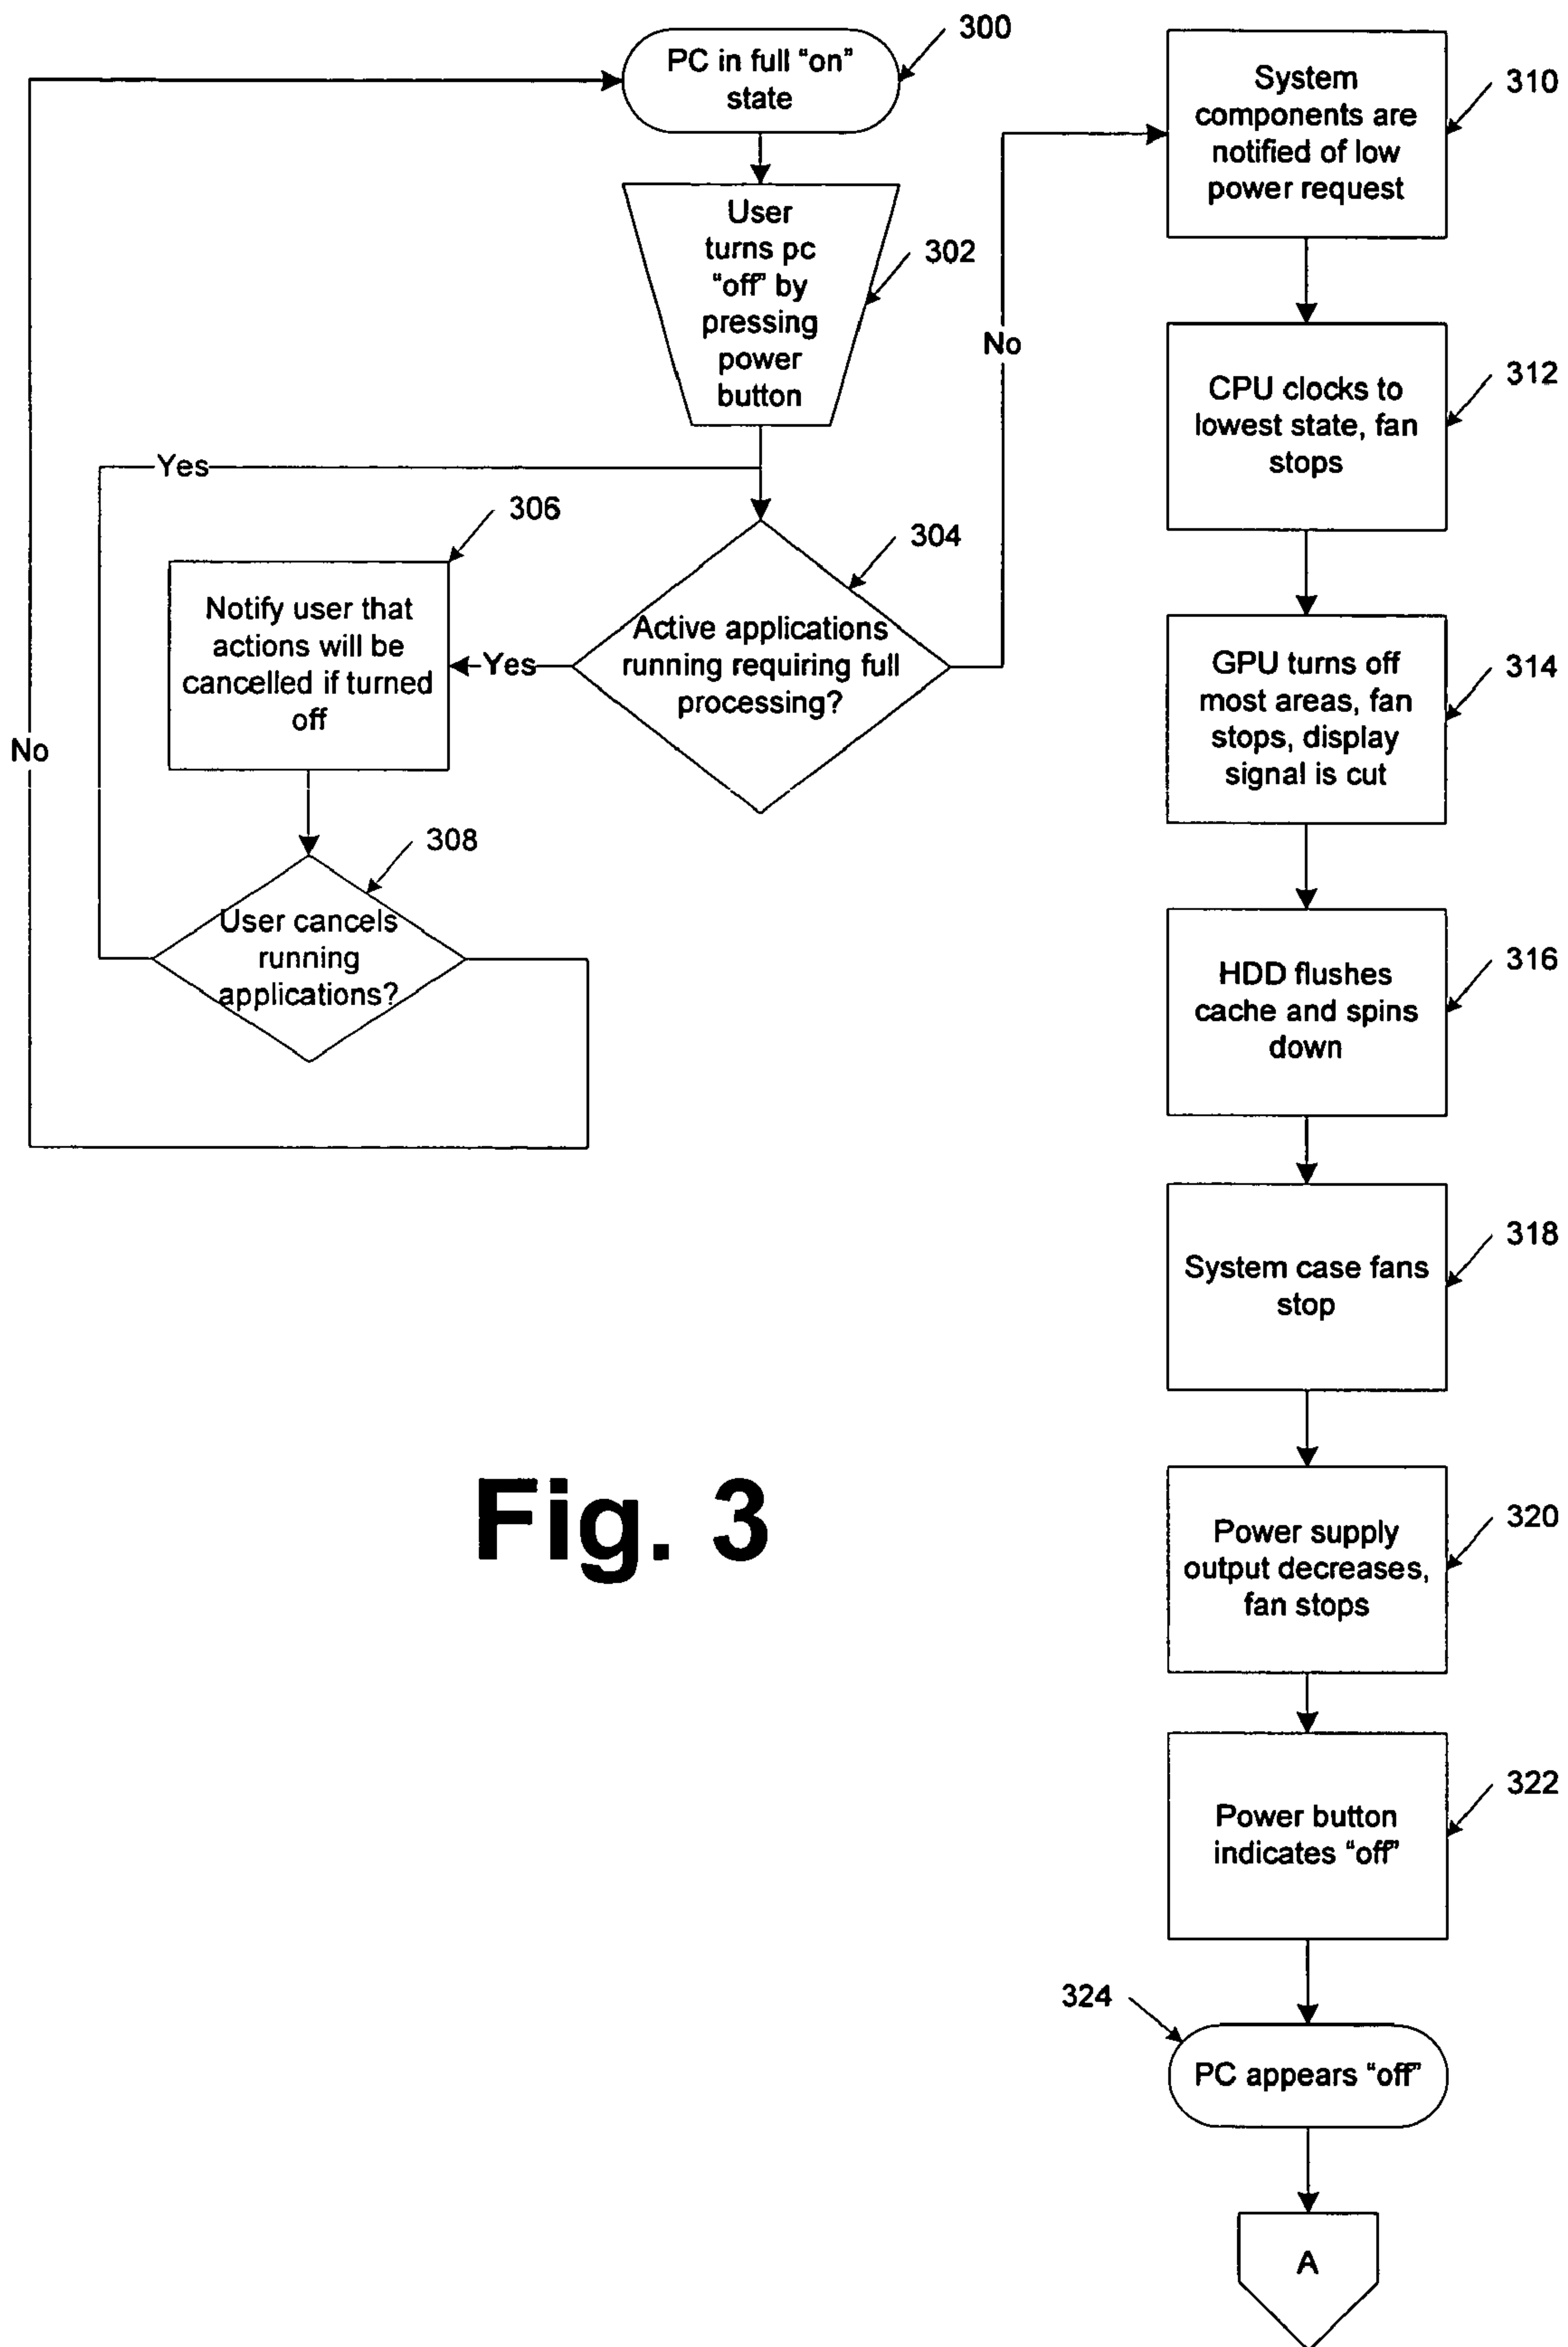 300
PC in full “on”
state
302
User
turns pc
“off” by
pressing
power
button
Yes
304
Active applications
running requiring full
processing?
Yes
306
Notify user that
actions will be
cancelled if turned
off
308
User cancels
running
applications?
No
No
310
System
components are
notified of low
power request
312
CPU clocks to
lowest state, fan
stops
314
GPU turns off
most areas, fan
stops, display
signal is cut
316
HDD flushes
cache and spins
down
318
System case fans
stop
320
Power supply
output decreases,
fan stops
322
Power button
indicates “off”
324
PC appears “off”
A
Fig. 3